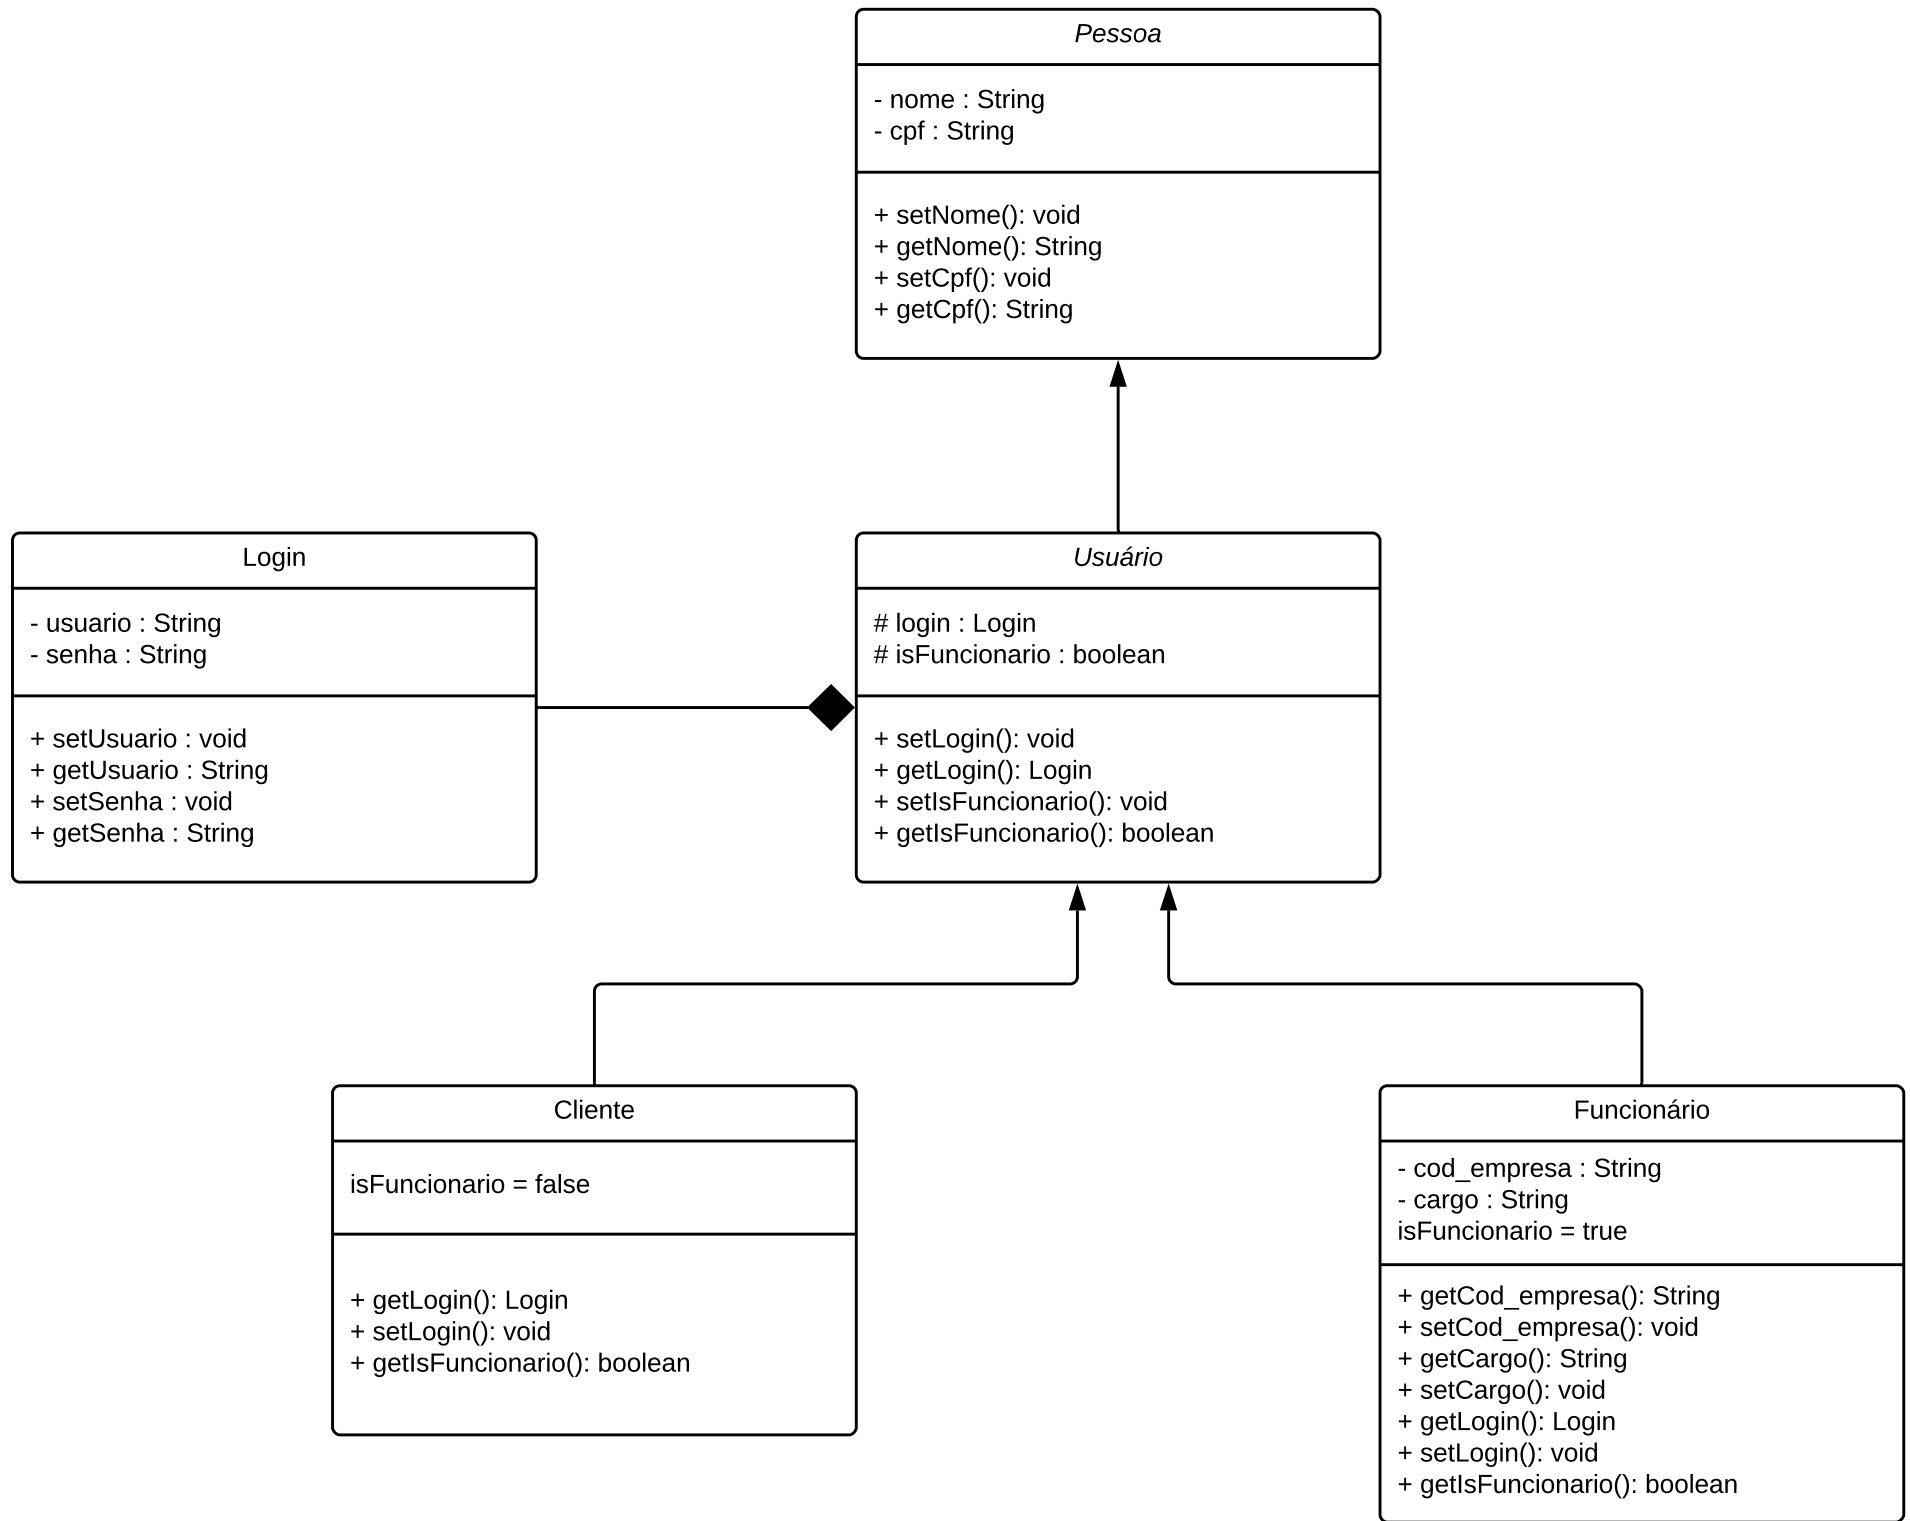 Pessoa
- nome : String
- cpf : String
+ setNome(): void
+ getNome(): String
+ setCpf(): void
+ getCpf(): String
Login
- usuario : String
- senha : String
+ setUsuario : void
+ getUsuario : String
+ setSenha : void
+ getSenha : String
Usuário
# login : Login
# isFuncionario : boolean
+ setLogin(): void
+ getLogin(): Login
+ setIsFuncionario(): void
+ getIsFuncionario(): boolean
Cliente
isFuncionario = false
+ getLogin(): Login
+ setLogin(): void
+ getIsFuncionario(): boolean
Funcionário
- cod_empresa : String
- cargo : String
isFuncionario = true
+ getCod_empresa(): String
+ setCod_empresa(): void
+ getCargo(): String
+ setCargo(): void
+ getLogin(): Login
+ setLogin(): void
+ getIsFuncionario(): boolean